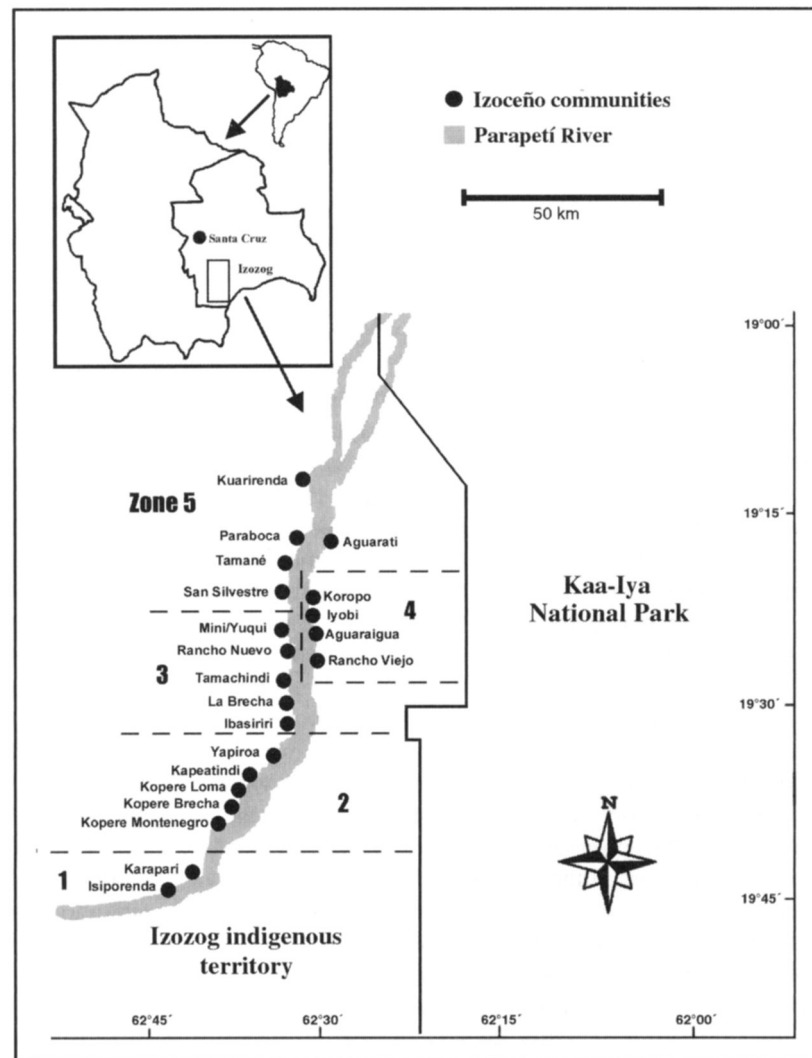 Izoceño communities
Parapetí River
50 km
Santa Cruz
Izozog
19°00´
Kuarirenda
Zone 5
19°15´
Paraboca
Aguarati
Tamané
San Silvestre
Koropo
4
Kaa-Iya
National Park
Iyobi
Mini/Yuqui
Aguaraigua
Rancho Nuevo
Rancho Viejo
3
Tamachindi
La Brecha
19°30´
Ibasiriri
Yapiroa
Kapeatindi
Kopere Loma
2
Kopere Brecha
Kopere Montenegro
N
1
Karapari
Isiporenda
19°45´
Izozog indigenous
territory
62°45´
62°30´
62°15´
62°00´